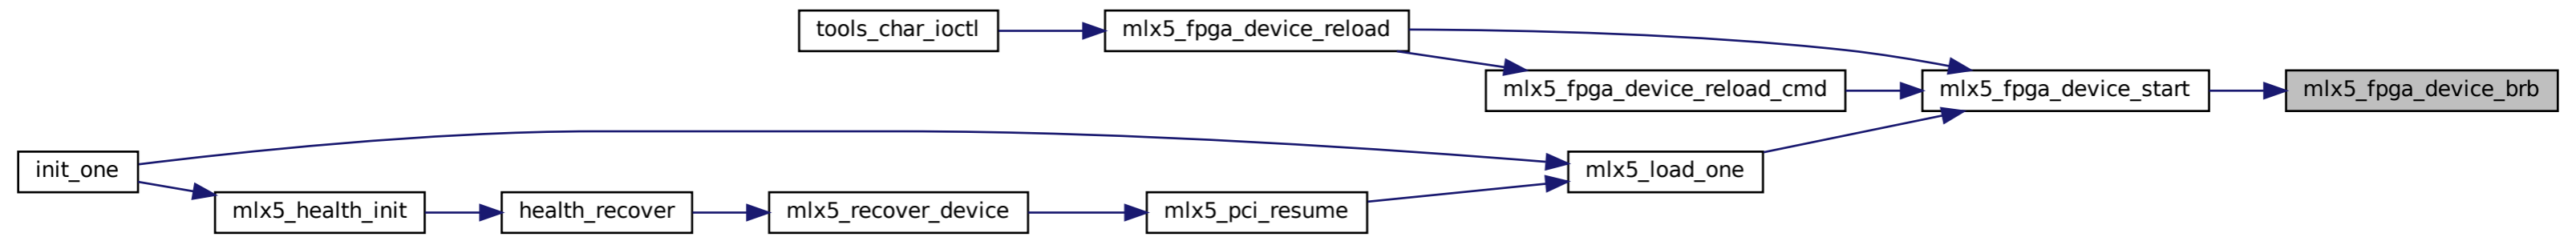 tools_char_ioctl
mlx5_fpga_device_reload
mlx5_fpga_device_reload_cmd
mlx5_fpga_device_start
mlx5_fpga_device_brb
init_one
mlx5_load_one
mlx5_health_init
health_recover
mlx5_recover_device
mlx5_pci_resume